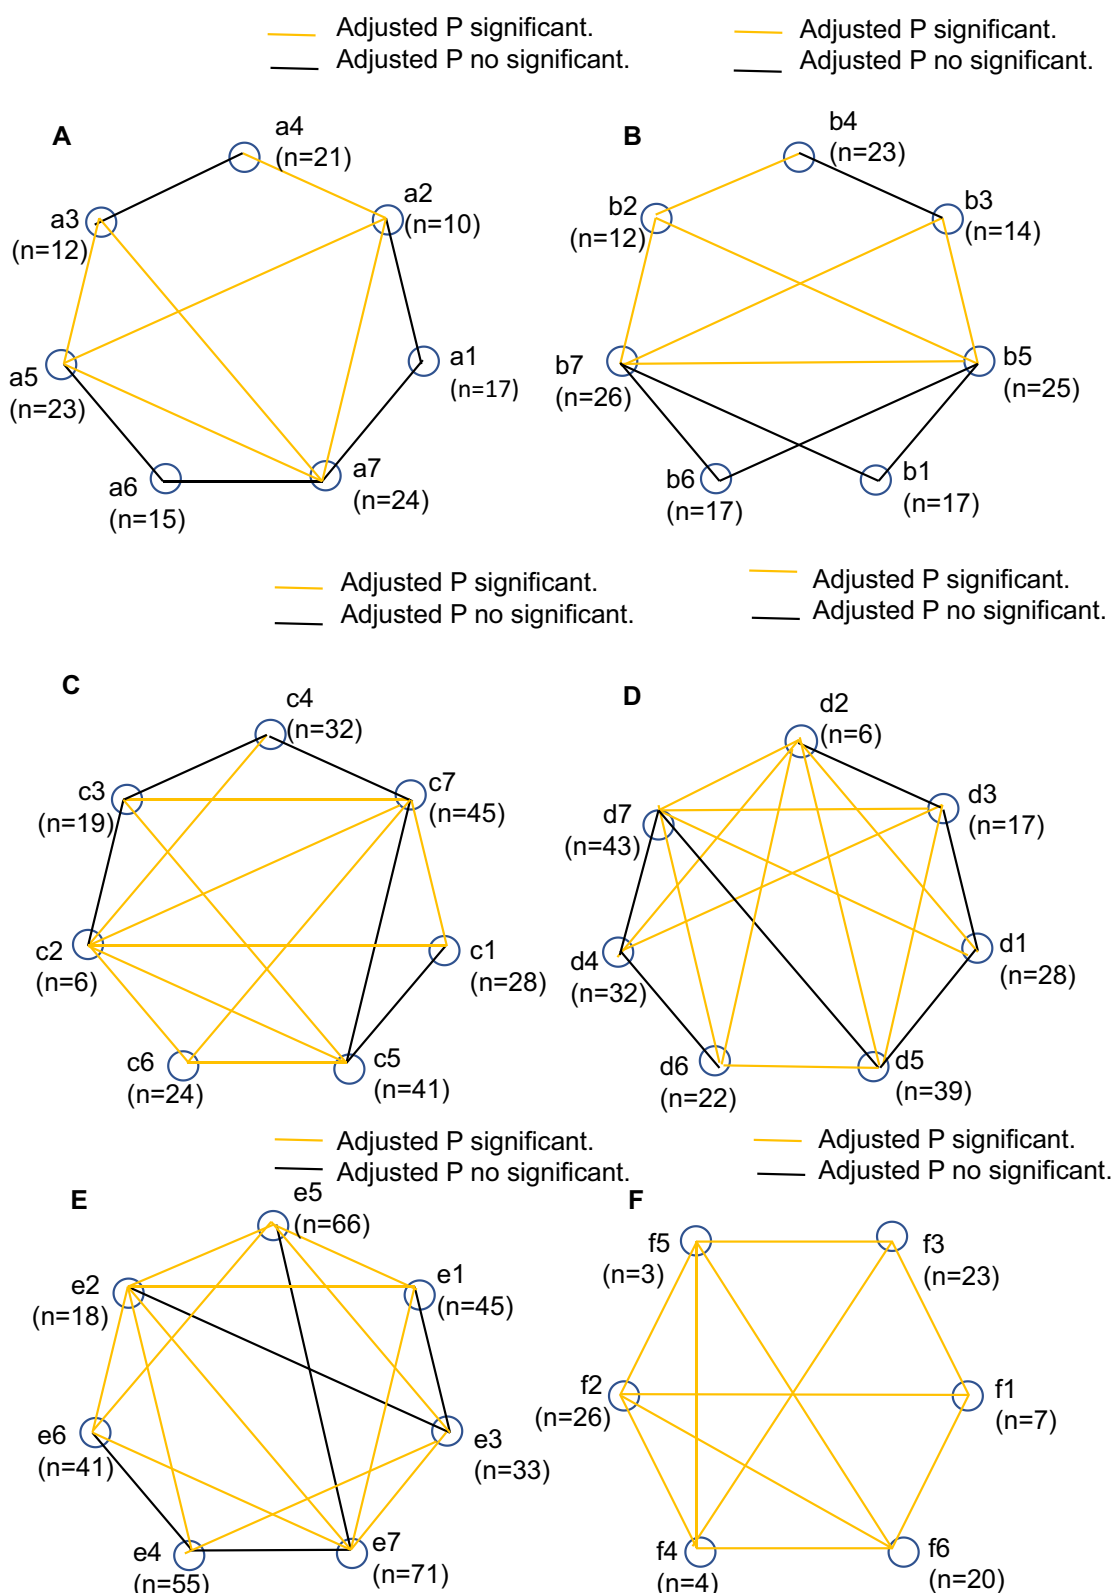 Adjusted P significant.
Adjusted P no significant.
Adjusted P significant.
Adjusted P no significant.
A
a4
(n=21)
a2
(n=10)
a3
(n=12)
a1
(n=17)
a5
(n=23)
a7
(n=24)
a6
(n=15)
B
b4
(n=23)
b2
(n=12)
b3
(n=14)
b7
(n=26)
b5
(n=25)
b6
(n=17)
b1
(n=17)
Adjusted P significant.
Adjusted P no significant.
Adjusted P significant.
Adjusted P no significant.
C
c4
(n=32)
c3
(n=19)
c7
(n=45)
c2
(n=6)
c1
(n=28)
c6
(n=24)
c5
(n=41)
D
d2
(n=6)
d3
(n=17)
d7
(n=43)
d4
(n=32)
d1
(n=28)
d6
(n=22)
d5
(n=39)
Adjusted P significant.
Adjusted P no significant.
Adjusted P significant.
Adjusted P no significant.
E
e5
(n=66)
e2
(n=18)
e1
(n=45)
e6
(n=41)
e3
(n=33)
e4
(n=55)
e7
(n=71)
F
f5
(n=3)
f3
(n=23)
f2
(n=26)
f1
(n=7)
f4
(n=4)
f6
(n=20)